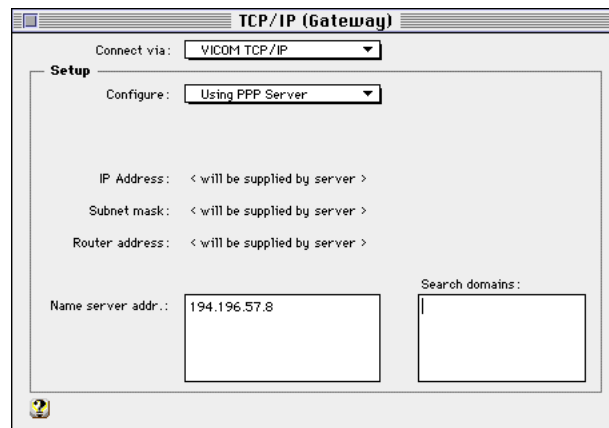 TCP/IP (Gateway)
Connect via: VICOM TCP/IP
Setup
Configure: Using PPP Server
IP Address: < will be supplied by server >
Subnet mask: < will be supplied by server >
Router address: < will be supplied by server >
Search domains:
Name server addr.: 194.196.57.8
?